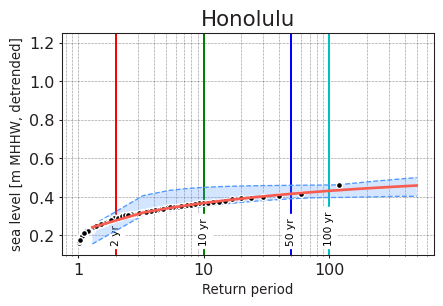 Honolulu
sea level [m MHHW, detrended]
1.2
1.0
0.8
0.6
0.4
0.2
2 yr
10 yr
50 yr
100 yr
1
10
100
Return period